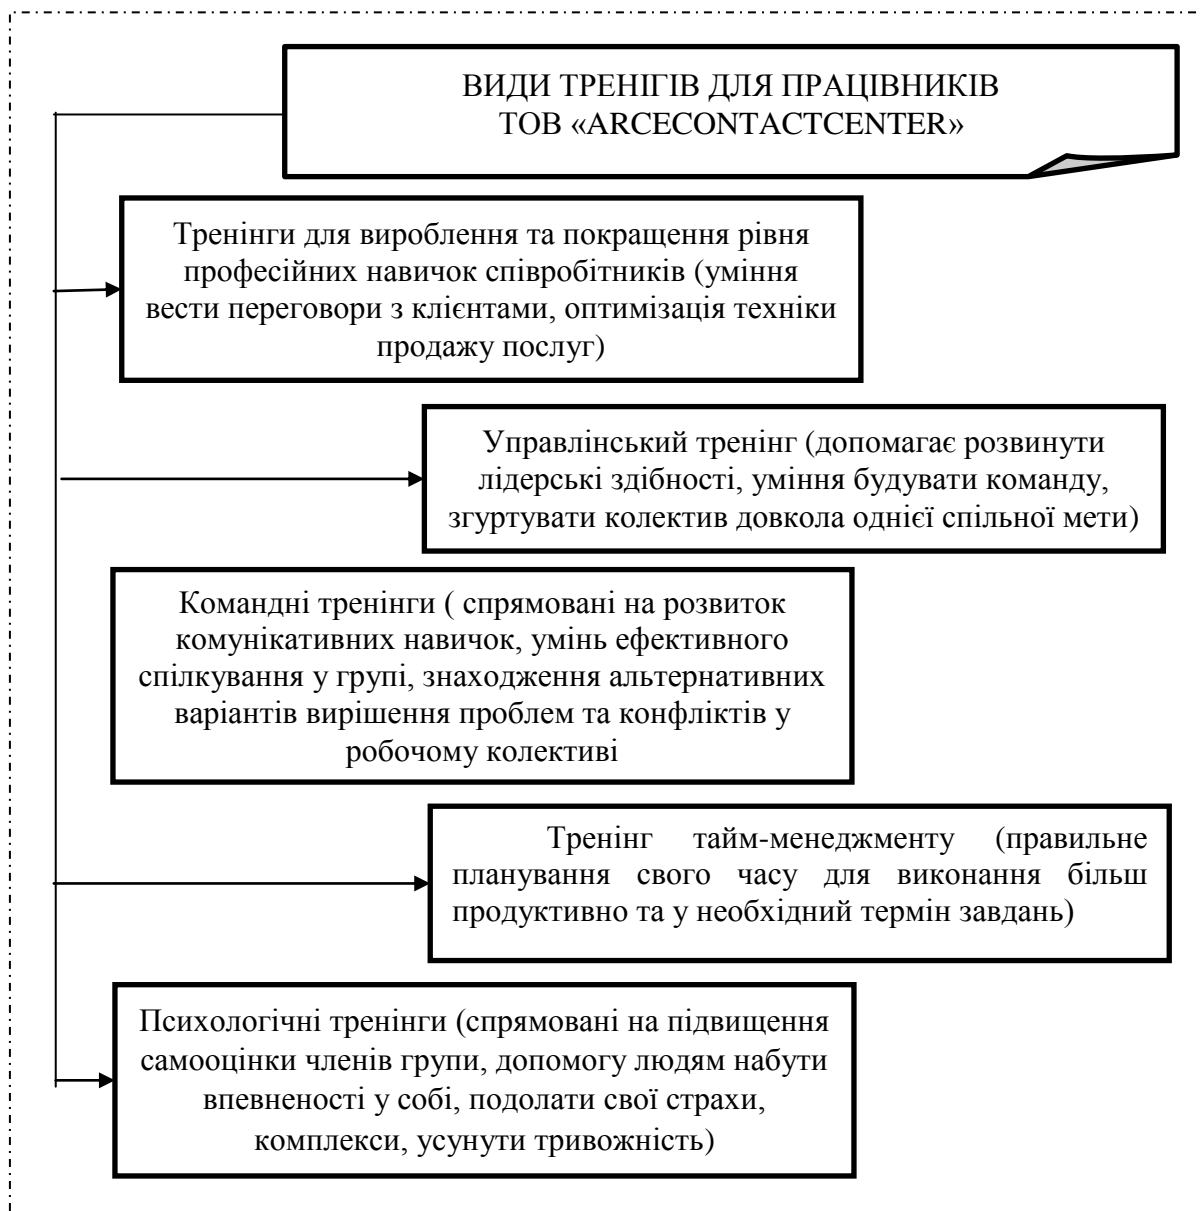 ВИДИ ТРЕНІГІВ ДЛЯ ПРАЦІВНИКІВ
ТОВ «ARCECONTACTCENTER»
Тренінги для вироблення та покращення рівня
професійних навичок співробітників (уміння
вести переговори з клієнтами, оптимізація техніки
продажу послуг)
Управлінський тренінг (допомагає розвинути
лідерські здібності, уміння будувати команду,
згуртувати колектив довкола однієї спільної мети)
Командні тренінги ( спрямовані на розвиток
комунікативних навичок, умінь ефективного
спілкування у групі, знаходження альтернативних
варіантів вирішення проблем та конфліктів у
робочому колективі
Тренінг тайм-менеджменту (правильне
планування свого часу для виконання більш
продуктивно та у необхідний термін завдань)
Психологічні тренінги (спрямовані на підвищення
самооцінки членів групи, допомогу людям набути
впевненості у собі, подолати свої страхи,
комплекси, усунути тривожність)